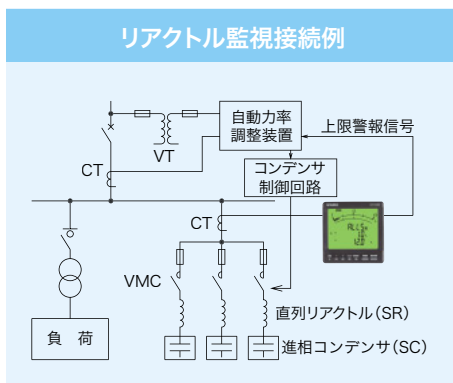 リアクトル監視接続例
自動力率
調整装置
上限警報信号
VT
CT
コンデンサ
制御回路
CT
VMC
直列リアクトル（SR）
負 荷
進相コンデンサ（SC）